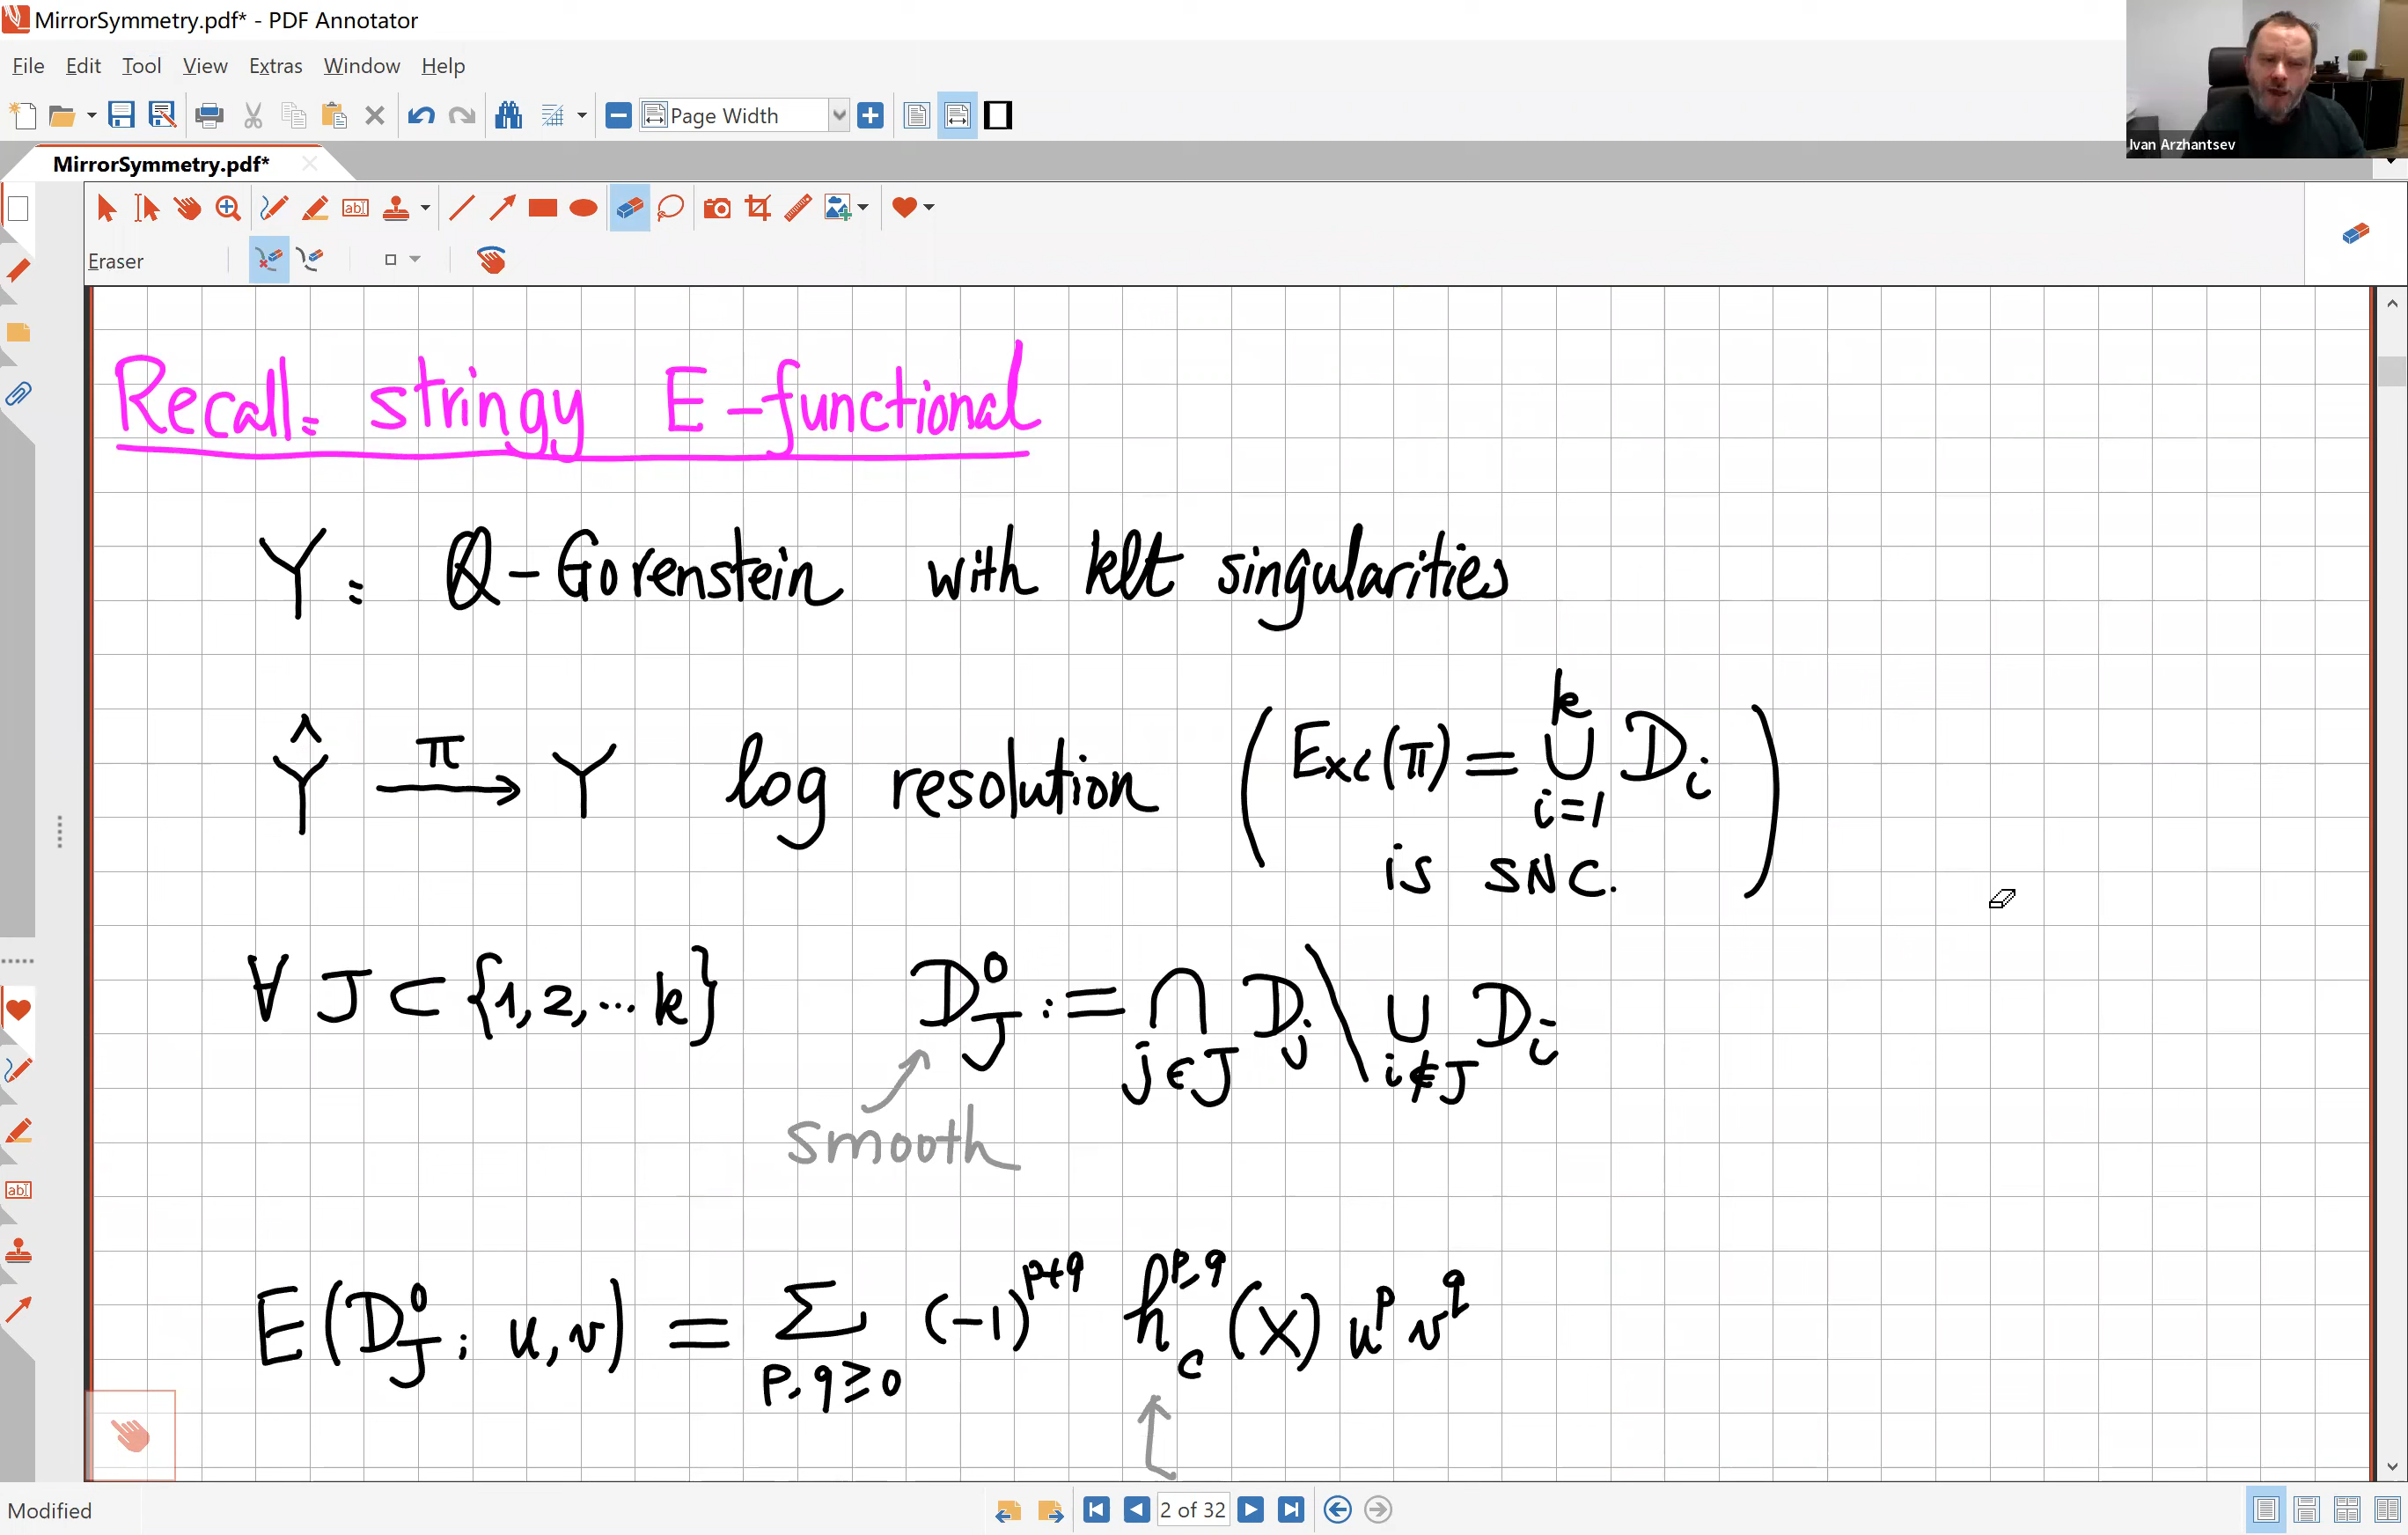 MirrorSymmetry.pdf* - PDF Annotator
File Edit Tool View Extras Window Help
Page Width
Ivan Arzhantsev
MirrorSymmetry.pdf*
ab|
Eraser
Recall: stringy E-functional
Y: Q-Gorenstein with klt singularities
Ŷ —π→ Y log resolution (Exc(π) = ⋃_{i=1}^{k} D_i
is SNC.)
∀ J ⊂ {1, 2, ... k} D_J^0 := ⋂_{j∈J} D_j \ ⋃_{i∉J} D_i
smooth
ab|
E(D_J^0; u, v) = ∑_{p,q≥0} (-1)^{p+q} h_c^{p,q}(X) u^p v^q
Modified
2 of 32